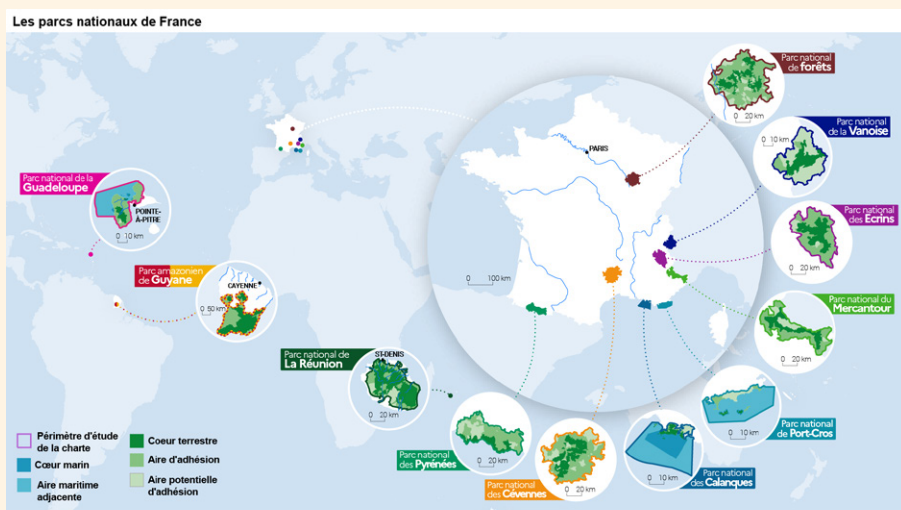 Les parcs nationaux de France
Parc national
de forêts
0 20 km
Parc national
de la Vanoise
0 10 km
PARIS
Parc national de la
Guadeloupe
POINTE-
À-PITRE
0 10 km
Parc national
des Ecrins
0 20 km
Parc amazonien
de Guyane
CAYENNE
0 50 km
0 100 km
Parc national du
Mercantour
0 20 km
Parc national de
La Réunion
ST-DENIS
0 20 km
Parc national
de Port-Cros
0 10 km
Parc national
des Pyrénées
0 20 km
Parc national
des Cévennes
0 20 km
Parc national
des Calanques
0 10 km
Périmètre d'étude
de la charte
Cœur marin
Aire maritime
adjacente
Coeur terrestre
Aire d'adhésion
Aire potentielle
d'adhésion